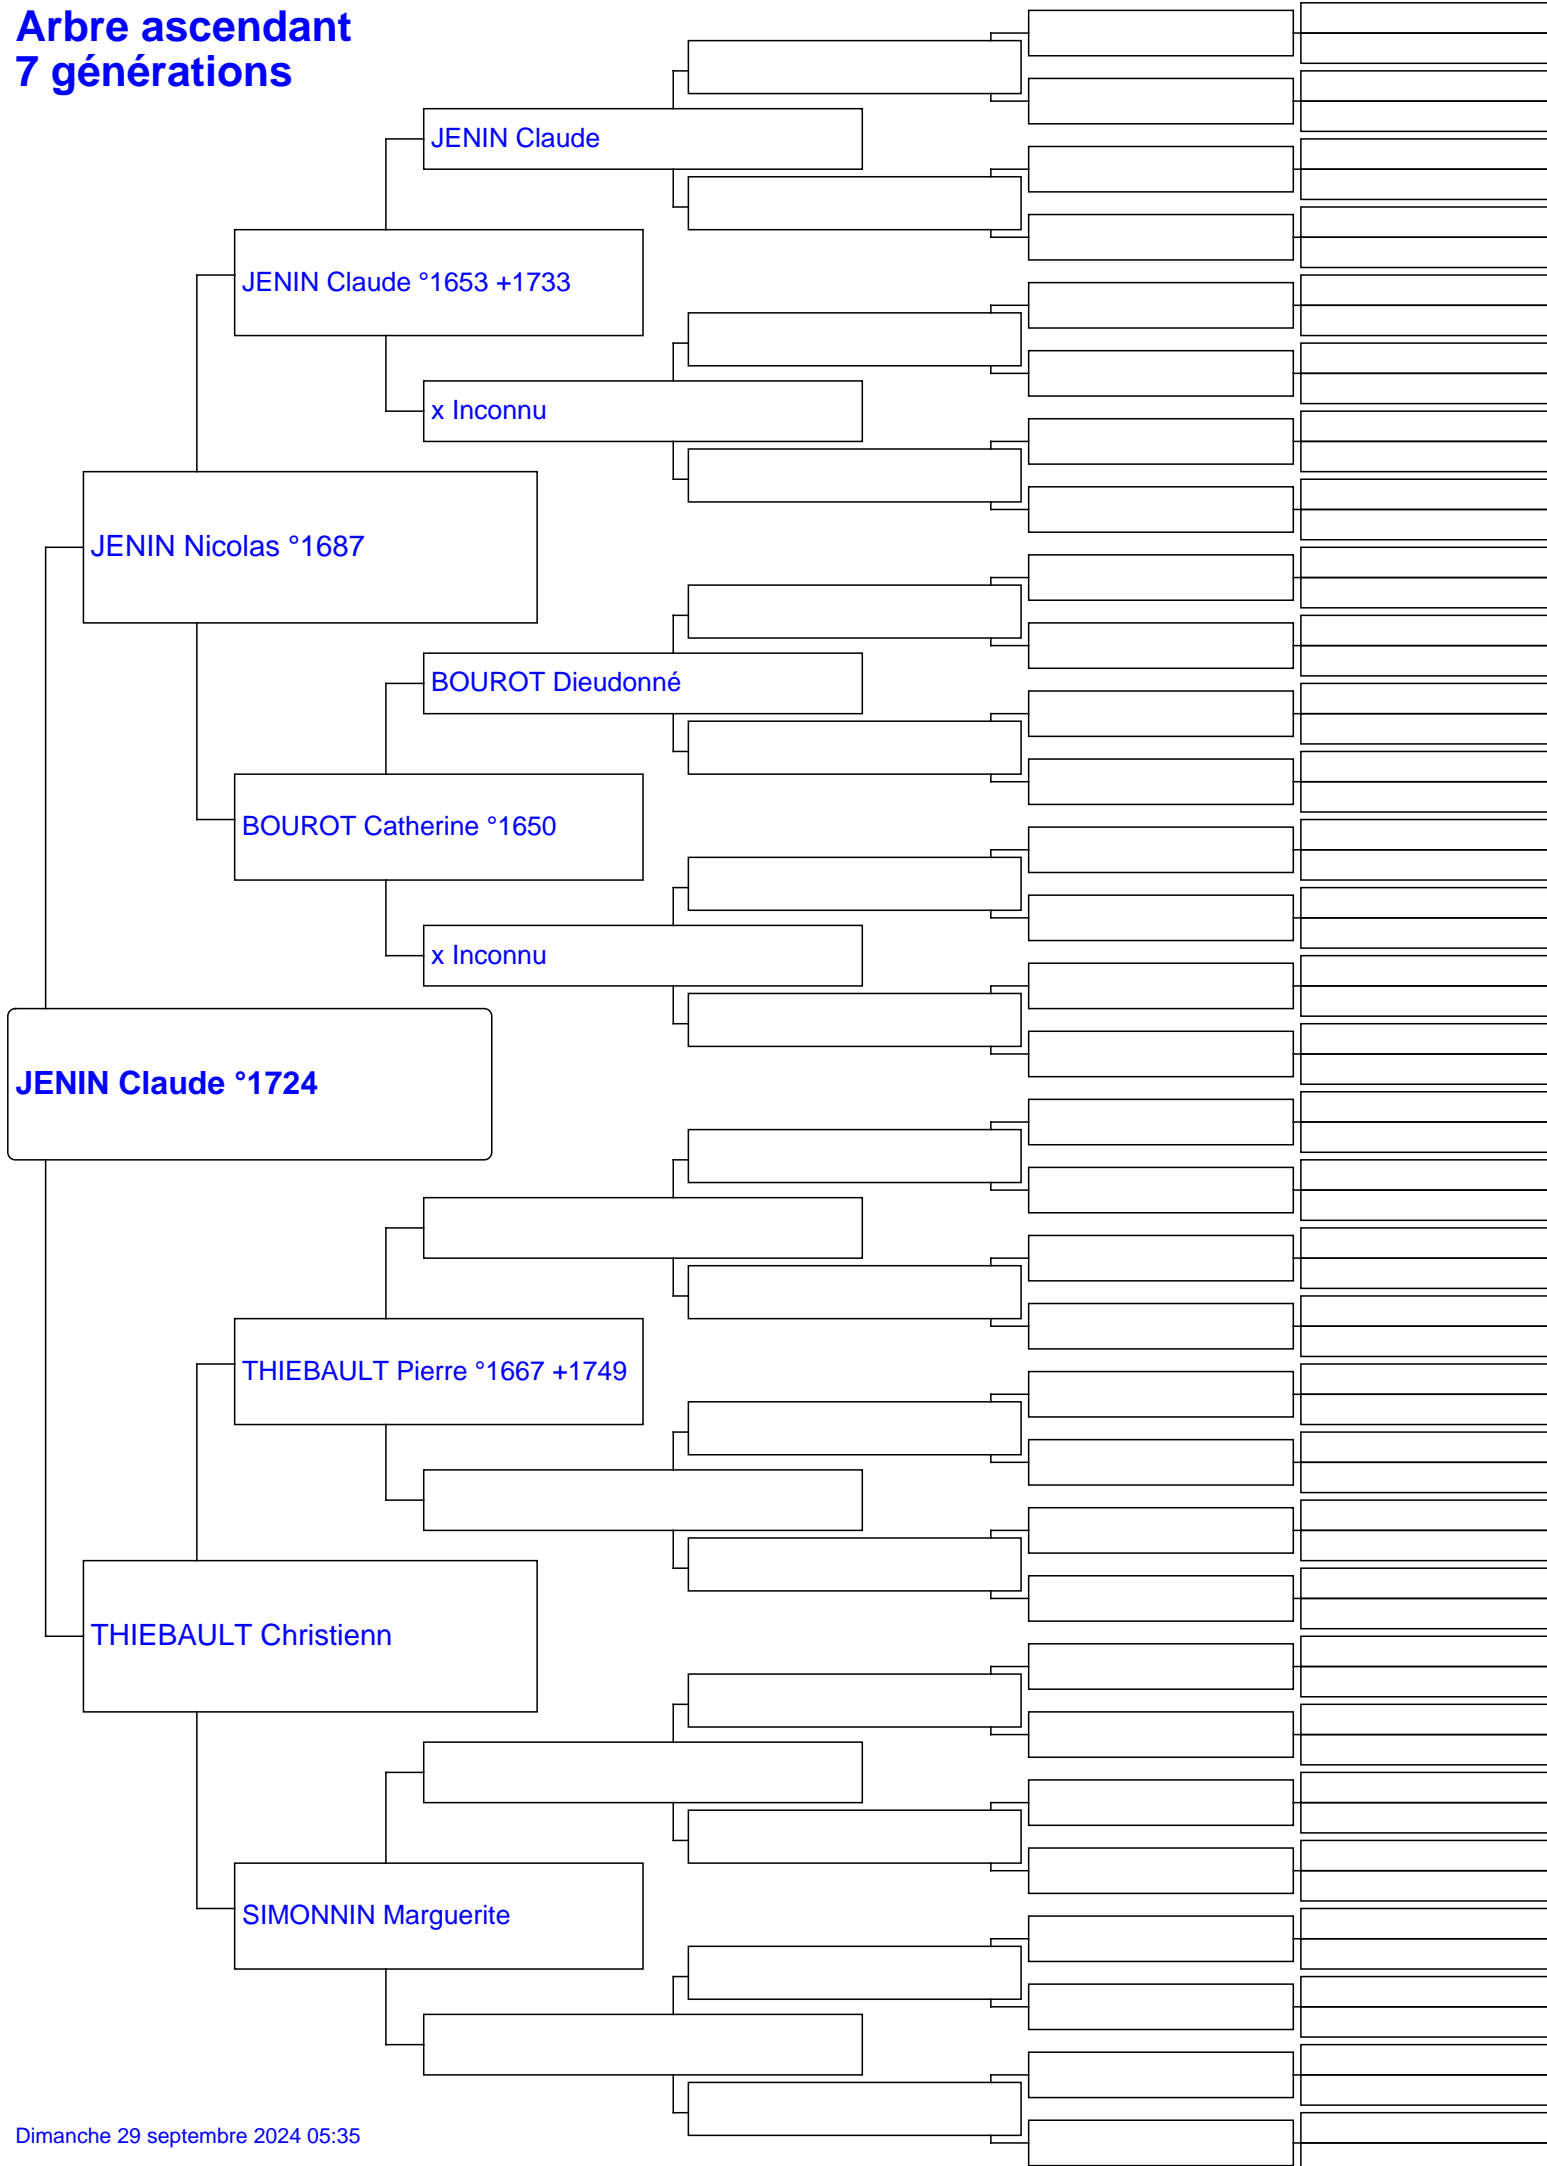 Arbre ascendant
7 générations
JENIN Claude
JENIN Claude °1653 +1733
x Inconnu
JENIN Nicolas °1687
BOUROT Dieudonné
BOUROT Catherine °1650
x Inconnu
JENIN Claude °1724
THIEBAULT Pierre °1667 +1749
THIEBAULT Christienn
SIMONNIN Marguerite
Dimanche 29 septembre 2024 05:35